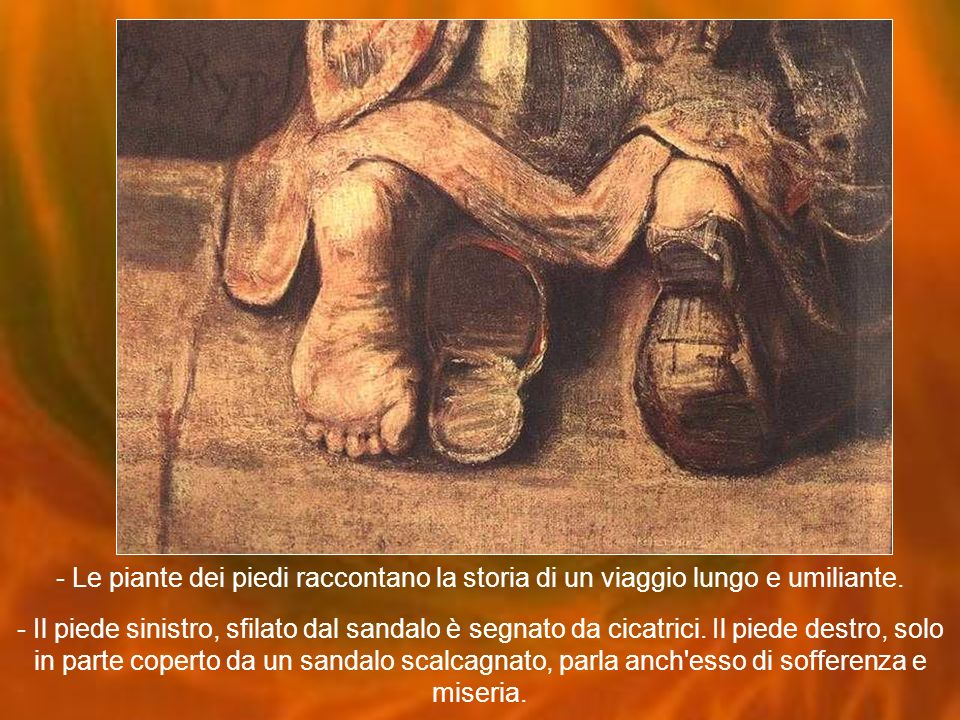 - Le piante dei piedi raccontano la storia di un viaggio lungo e umiliante.
- Il piede sinistro, sfilato dal sandalo è segnato da cicatrici. Il piede destro, solo
in parte coperto da un sandalo scalcagnato, parla anch'esso di sofferenza e
miseria.